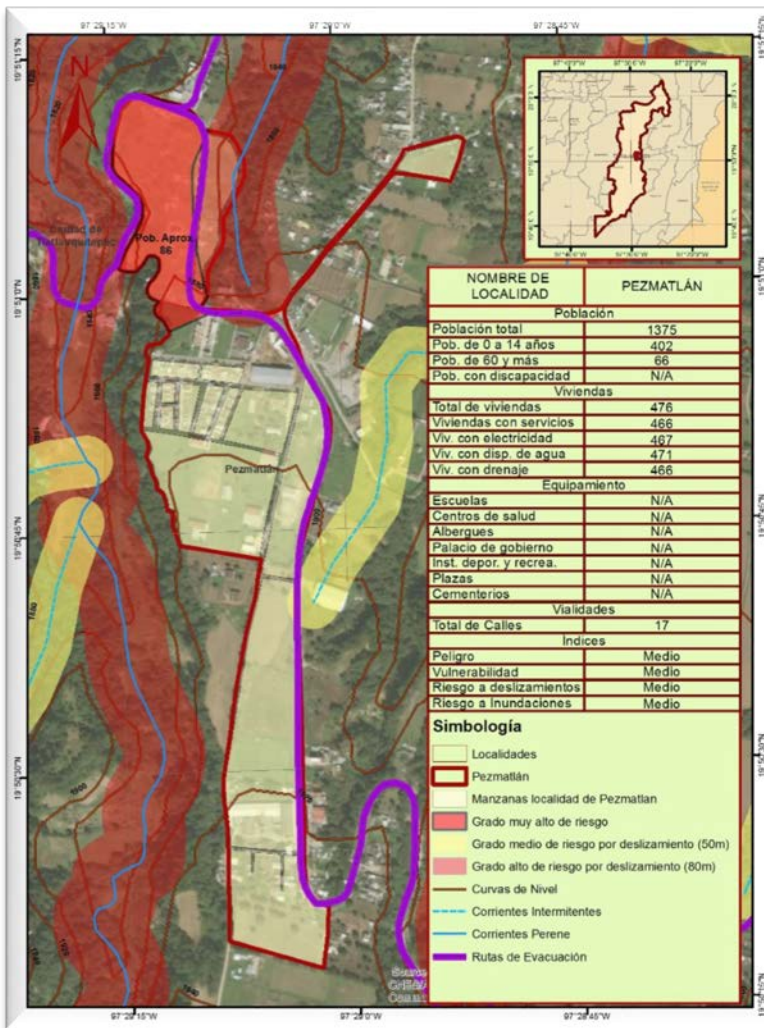 97°28'15"W 97°28'0"W 97°28'45"W
N
Ciudad de
Pob. Aprox.
86
Pezmatlán
NOMBRE DE LOCALIDAD PEZMATLÁN
Población
Población total 1375
Pob. de 0 a 14 años 402
Pob. de 60 y más 66
Pob. con discapacidad N/A
Viviendas
Total de viviendas 476
Viviendas con servicios 466
Viv. con electricidad 467
Viv. con disp. de agua 471
Viv. con drenaje 466
Equipamiento
Escuelas N/A
Centros de salud N/A
Albergues N/A
Palacio de gobierno N/A
Inst. depor. y recrea. N/A
Plazas N/A
Cementerios N/A
Vialidades
Total de Calles 17
Indices
Peligro Medio
Vulnerabilidad Medio
Riesgo a deslizamientos Medio
Riesgo a Inundaciones Medio
Simbología
Localidades
Pezmatlán
Manzanas localidad de Pezmatlan
Grado muy alto de riesgo
Grado medio de riesgo por deslizamiento (50m)
Grado alto de riesgo por deslizamiento (80m)
Curvas de Nivel
Corrientes Intermitentes
Corrientes Perene
Rutas de Evacuación
97°28'15"W 97°28'0"W 97°28'45"W